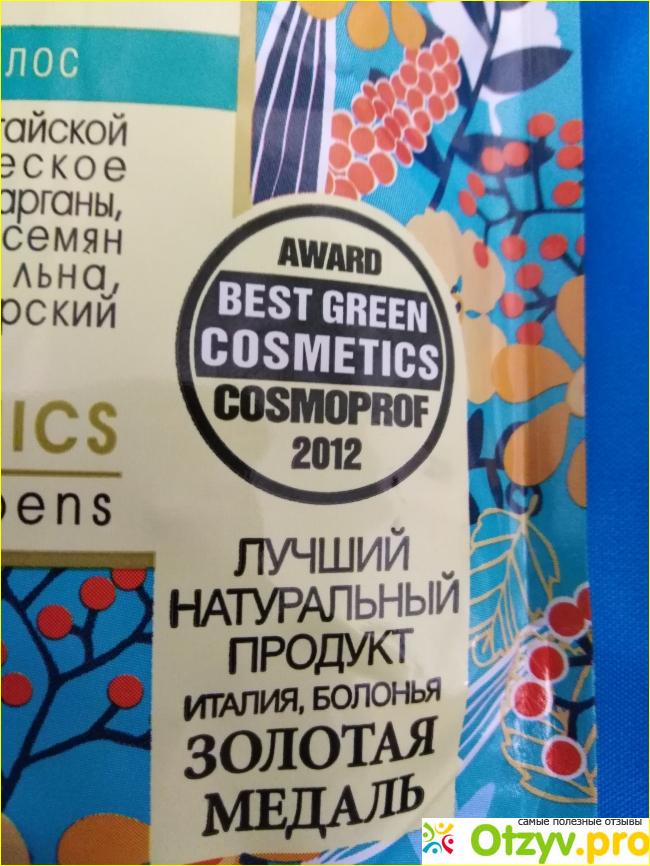 ЛОС
тайской
еское
арганы,
семян
льна,
рский
ICS
pens
AWARD
BEST GREEN
COSMETICS
COSMOPROF
2012
ЛУЧШИЙ
НАТУРАЛЬНЫЙ
ПРОДУКТ
ИТАЛИЯ, БОЛОНЬЯ
ЗОЛОТАЯ
МЕДАЛЬ
самые полезные отзывы
Otzyv.pro